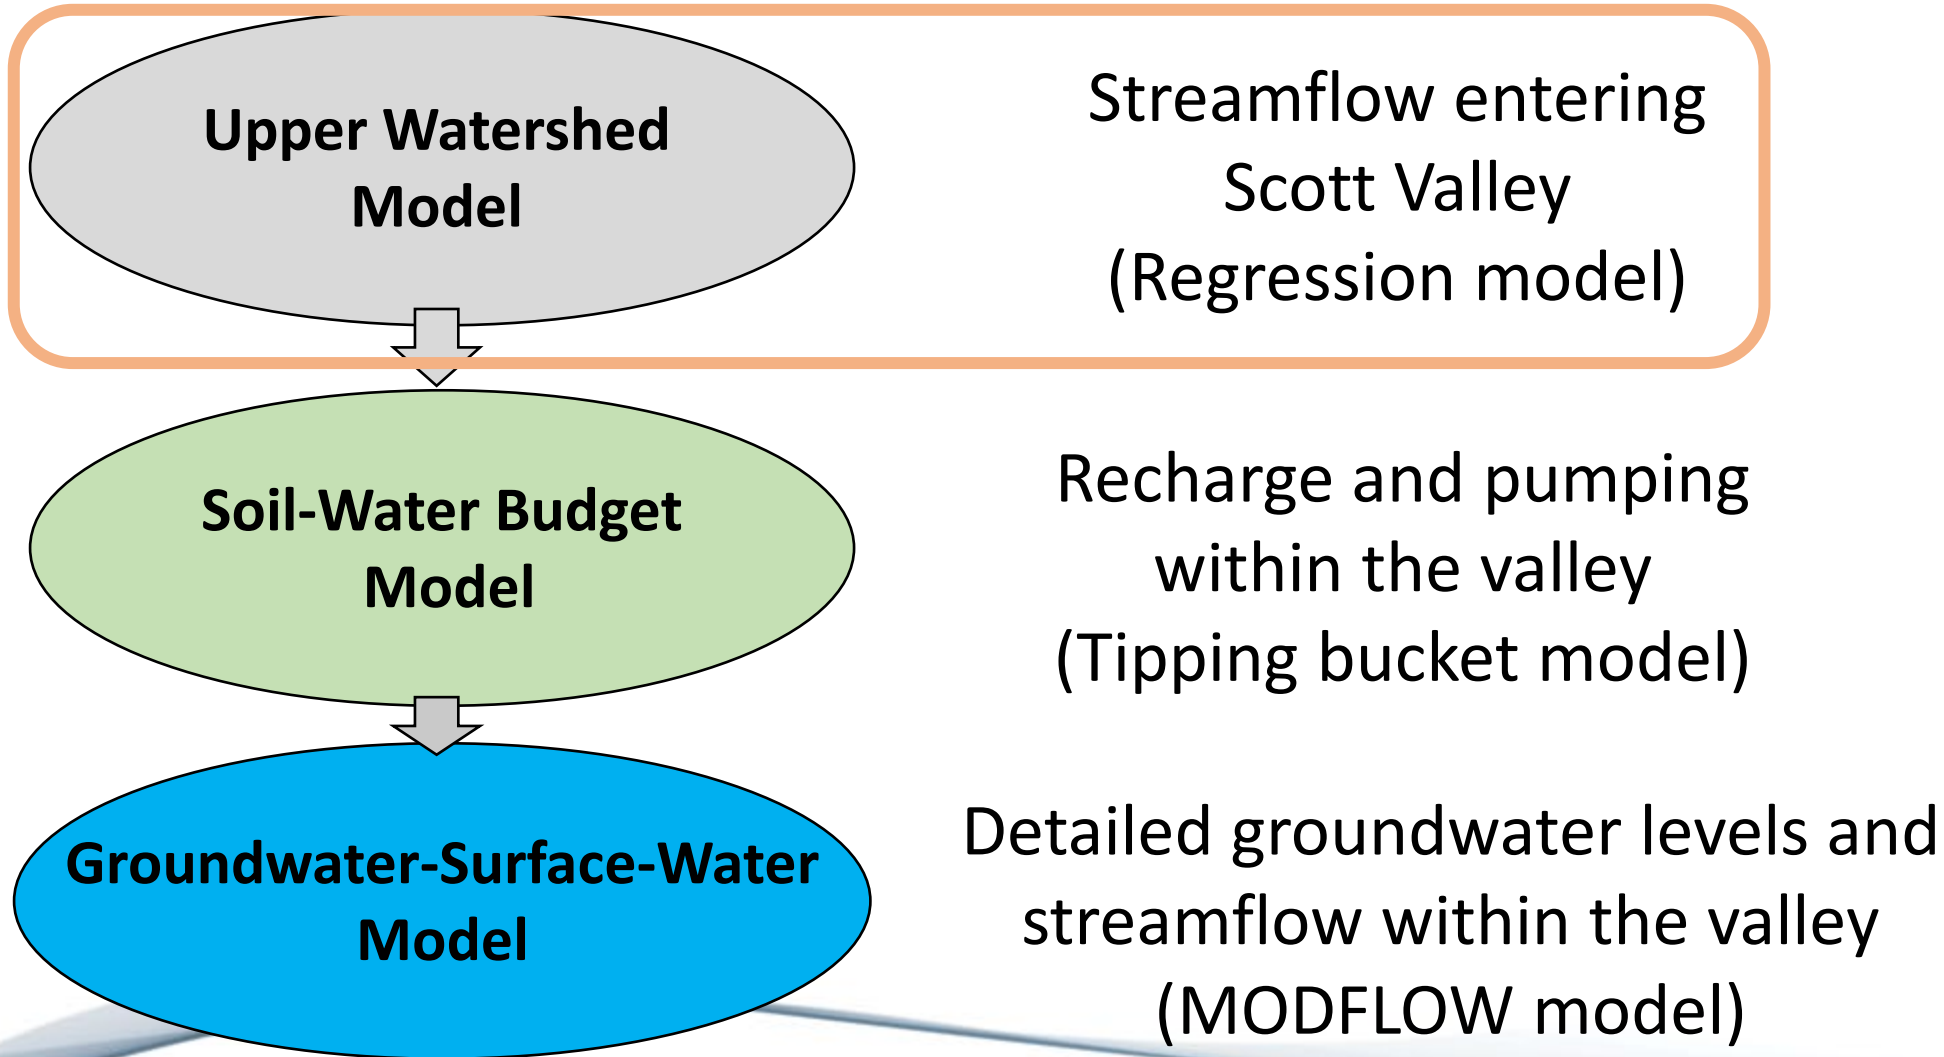 Upper Watershed
Model
Streamflow entering
Scott Valley
(Regression model)
Soil-Water Budget
Model
Recharge and pumping
within the valley
(Tipping bucket model)
Groundwater-Surface-Water
Model
Detailed groundwater levels and
streamflow within the valley
(MODFLOW model)